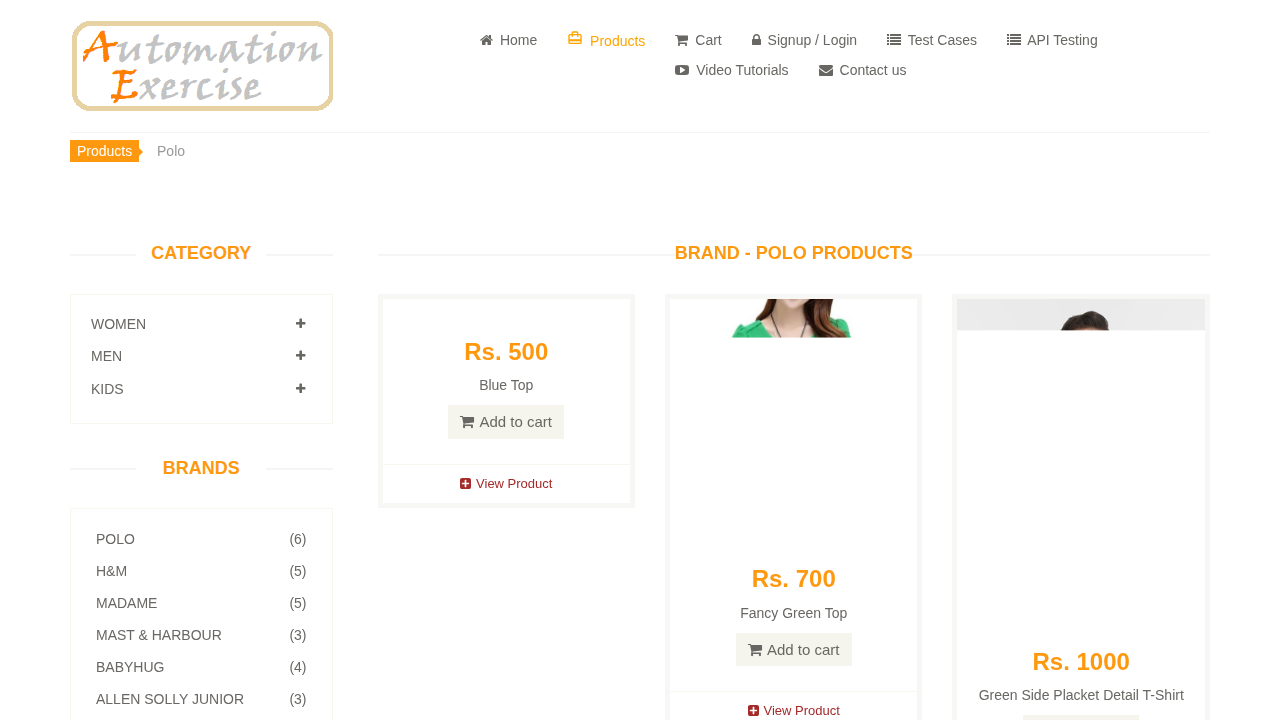 Automation
Exercise
Home
Products
Cart
Signup / Login
Test Cases
API Testing
Video Tutorials
Contact us
Products
Polo
CATEGORY
WOMEN
MEN
KIDS
BRANDS
POLO (6)
H&M (5)
MADAME (5)
MAST & HARBOUR (3)
BABYHUG (4)
ALLEN SOLLY JUNIOR (3)
BRAND - POLO PRODUCTS
Rs. 500
Blue Top
Add to cart
View Product
Rs. 700
Fancy Green Top
Add to cart
View Product
Rs. 1000
Green Side Placket Detail T-Shirt